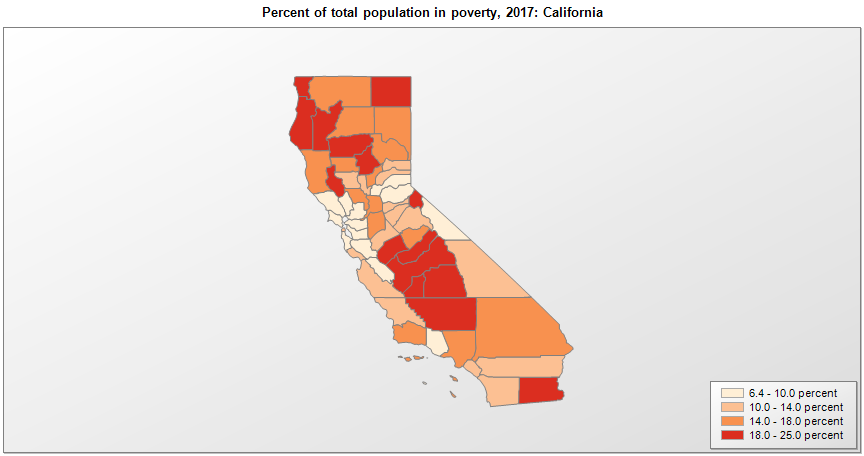 Percent of total population in poverty, 2017: California
6.4 - 10.0 percent
10.0 - 14.0 percent
14.0 - 18.0 percent
18.0 - 25.0 percent